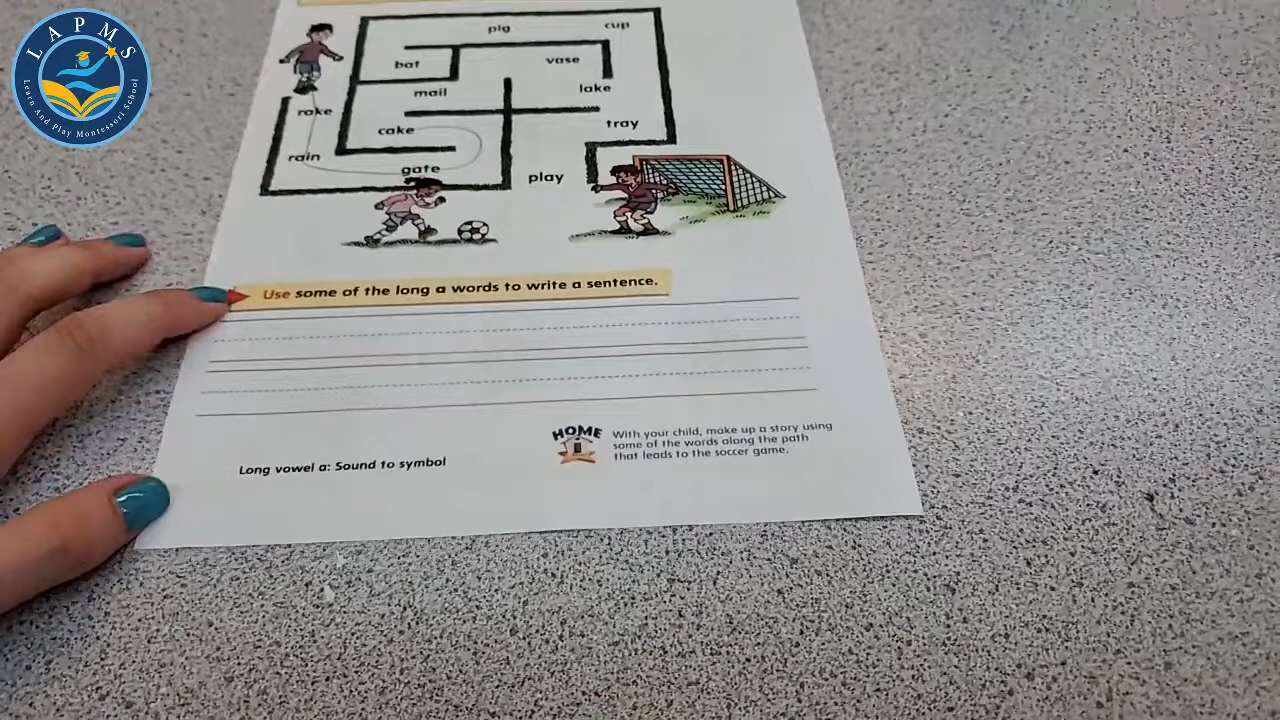 LAPMS
Learn And Play Montessori School
pig
cup
bat
vase
mail
lake
rake
cake
tray
rain
gate
play
Use some of the long a words to write a sentence.
HOME
With your child, make up a story using
some of the words along the path
that leads to the soccer game.
Long vowel a: Sound to symbol